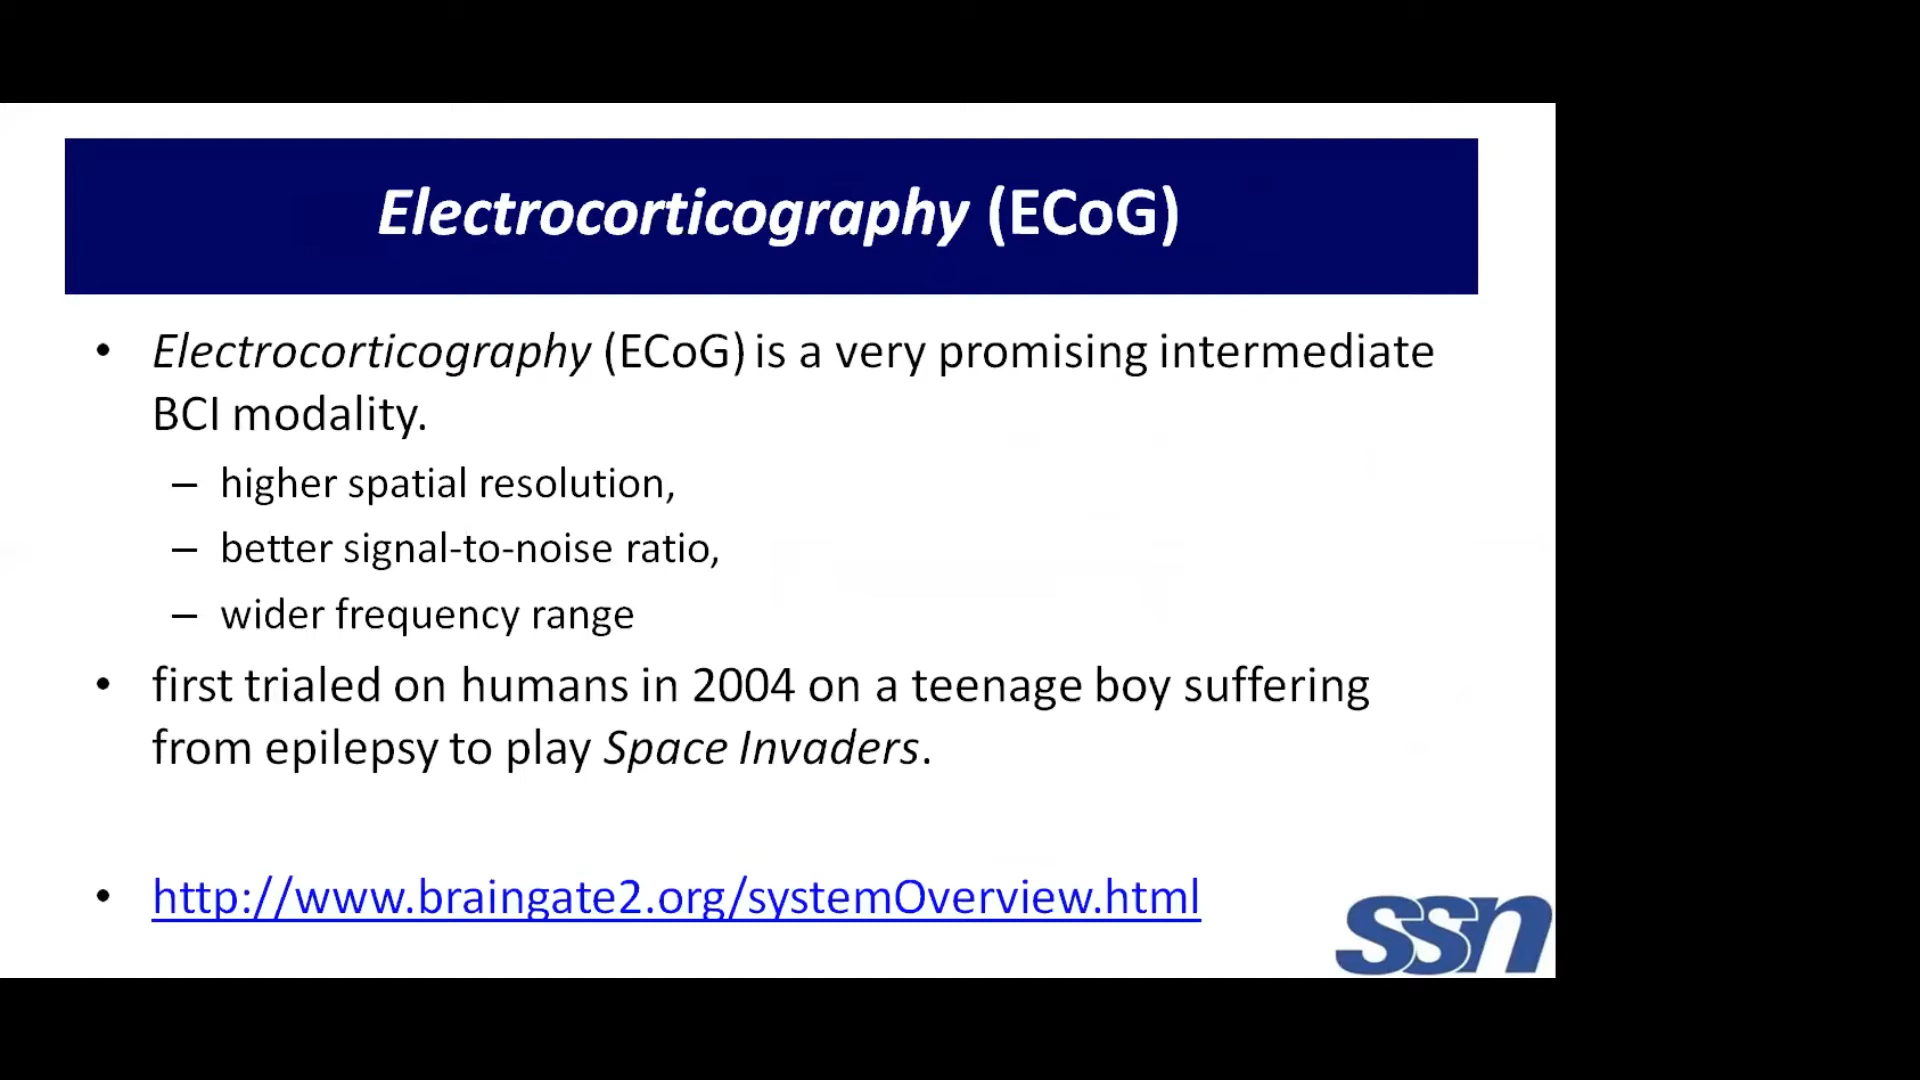 Electrocorticography (ECoG)
• Electrocorticography (ECoG) is a very promising intermediate
BCI modality.
– higher spatial resolution,
– better signal-to-noise ratio,
– wider frequency range
• first trialed on humans in 2004 on a teenage boy suffering
from epilepsy to play Space Invaders.
• http://www.braingate2.org/systemOverview.html
ssn